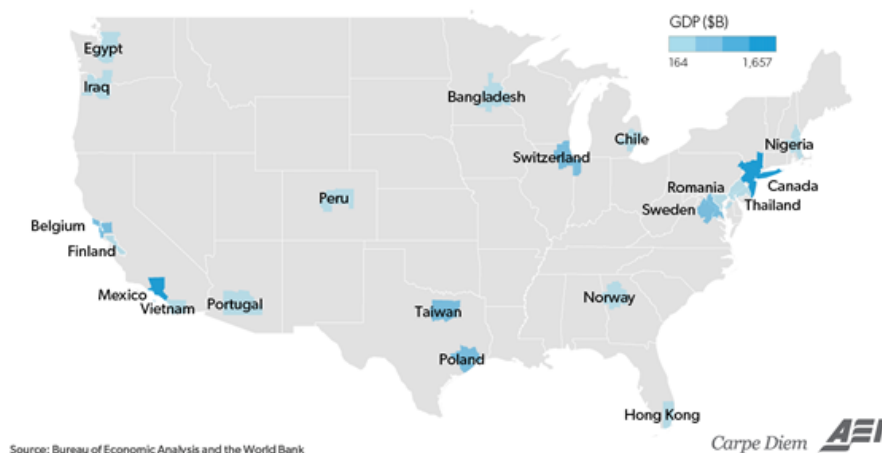 GDP ($B)
164 1,657
Egypt
Iraq
Bangladesh
Chile
Nigeria
Switzerland
Canada
Romania
Thailand
Sweden
Peru
Belgium
Finland
Mexico
Vietnam
Portugal
Taiwan
Norway
Poland
Hong Kong
Source: Bureau of Economic Analysis and the World Bank
Carpe Diem AEI